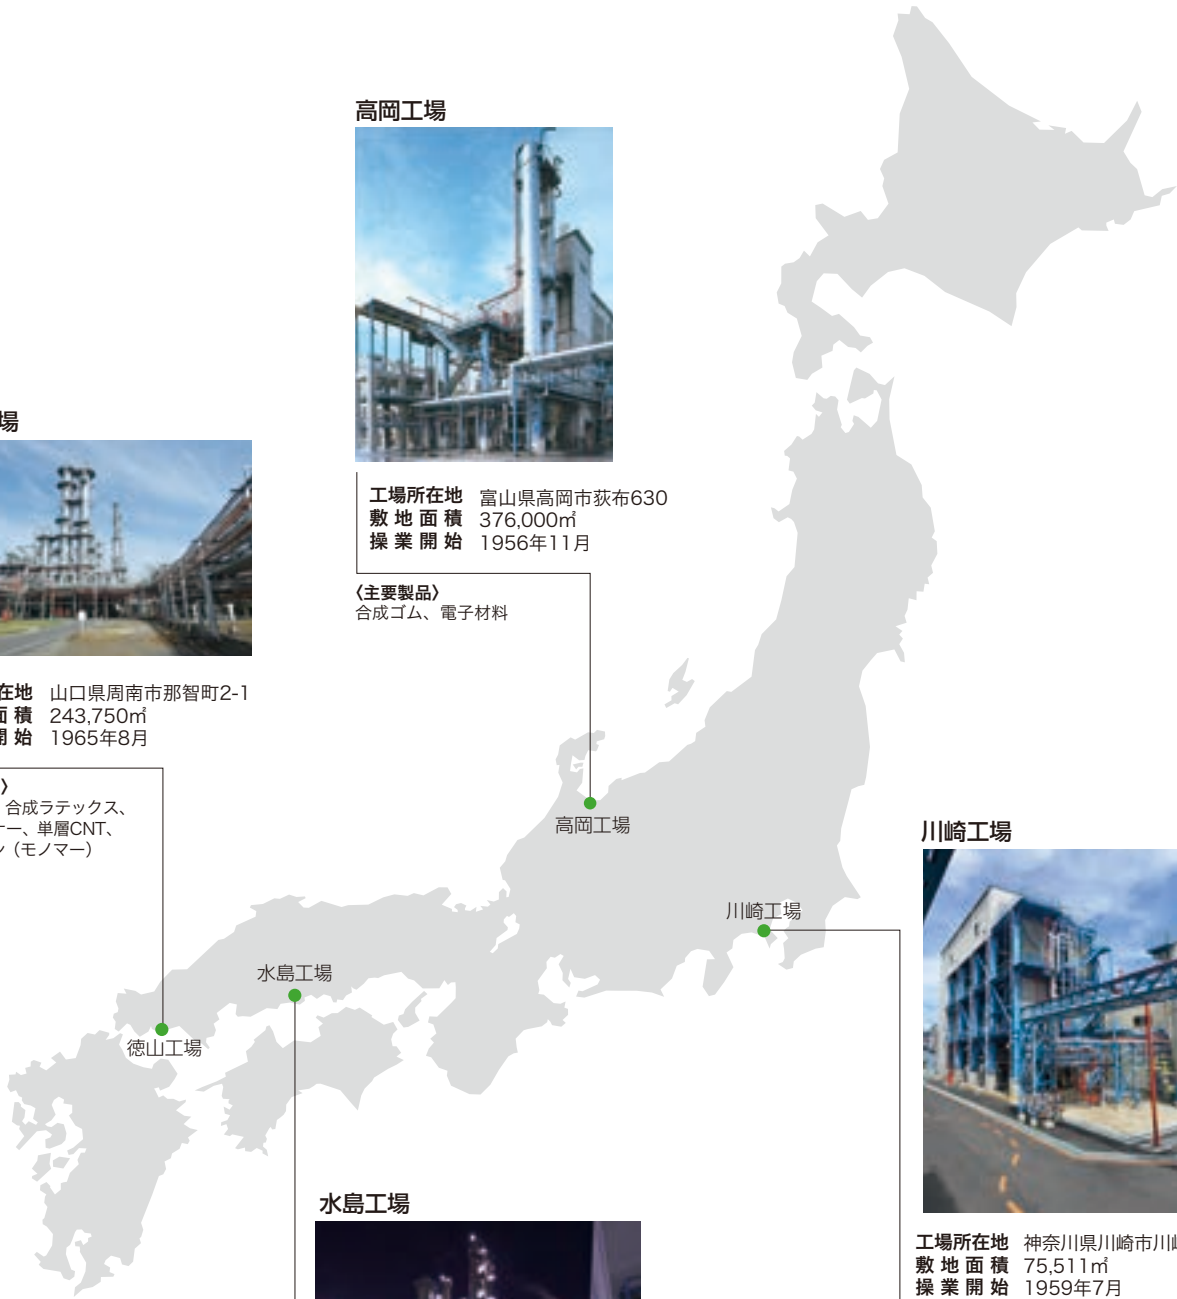 高岡工場
工場所在地 富山県高岡市荻布630
敷地面積 376,000㎡
操業開始 1956年11月
〈主要製品〉
合成ゴム、電子材料
場
在地 山口県周南市那智町2-1
面積 243,750㎡
開始 1965年8月
〉
合成ラテックス、
ナー、単層CNT、
ン（モノマー）
高岡工場
川崎工場
水島工場
徳山工場
川崎工場
工場所在地 神奈川県川崎市川崎
敷地面積 75,511㎡
操業開始 1959年7月
水島工場